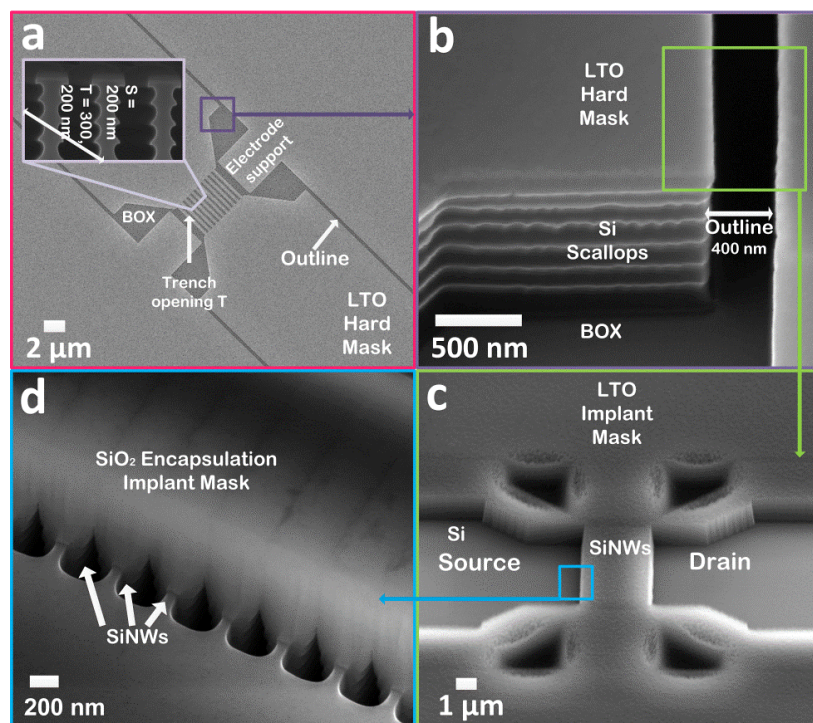 a
S =
200 nm
T = 300,
200 nm
Electrode
support
BOX
Trench
opening T
Outline
LTO
Hard
Mask
2 µm
b
LTO
Hard
Mask
Outline
400 nm
Si
Scallops
BOX
500 nm
d
SiO₂ Encapsulation
Implant Mask
SiNWs
200 nm
c
LTO
Implant
Mask
Si
Source
SiNWs
Drain
1 µm